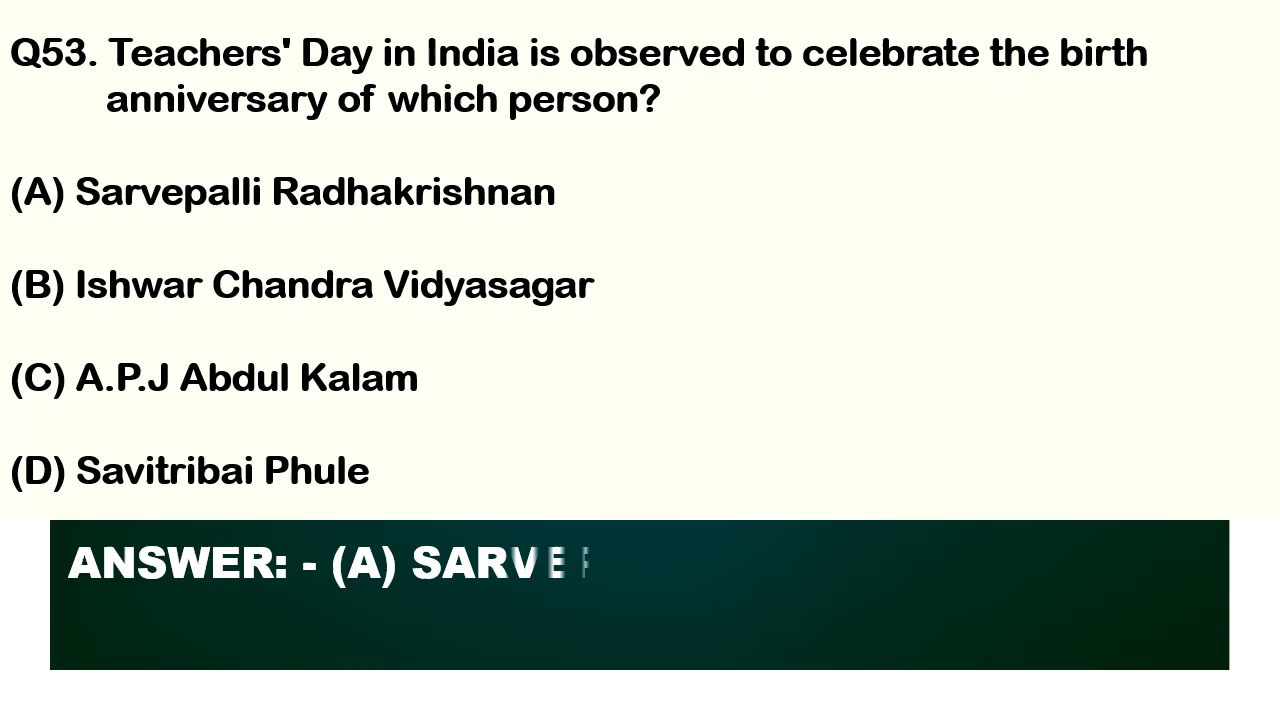 Q53. Teachers' Day in India is observed to celebrate the birth
anniversary of which person?
(A) Sarvepalli Radhakrishnan
(B) Ishwar Chandra Vidyasagar
(C) A.P.J Abdul Kalam
(D) Savitribai Phule
ANSWER: - (A) SARVE